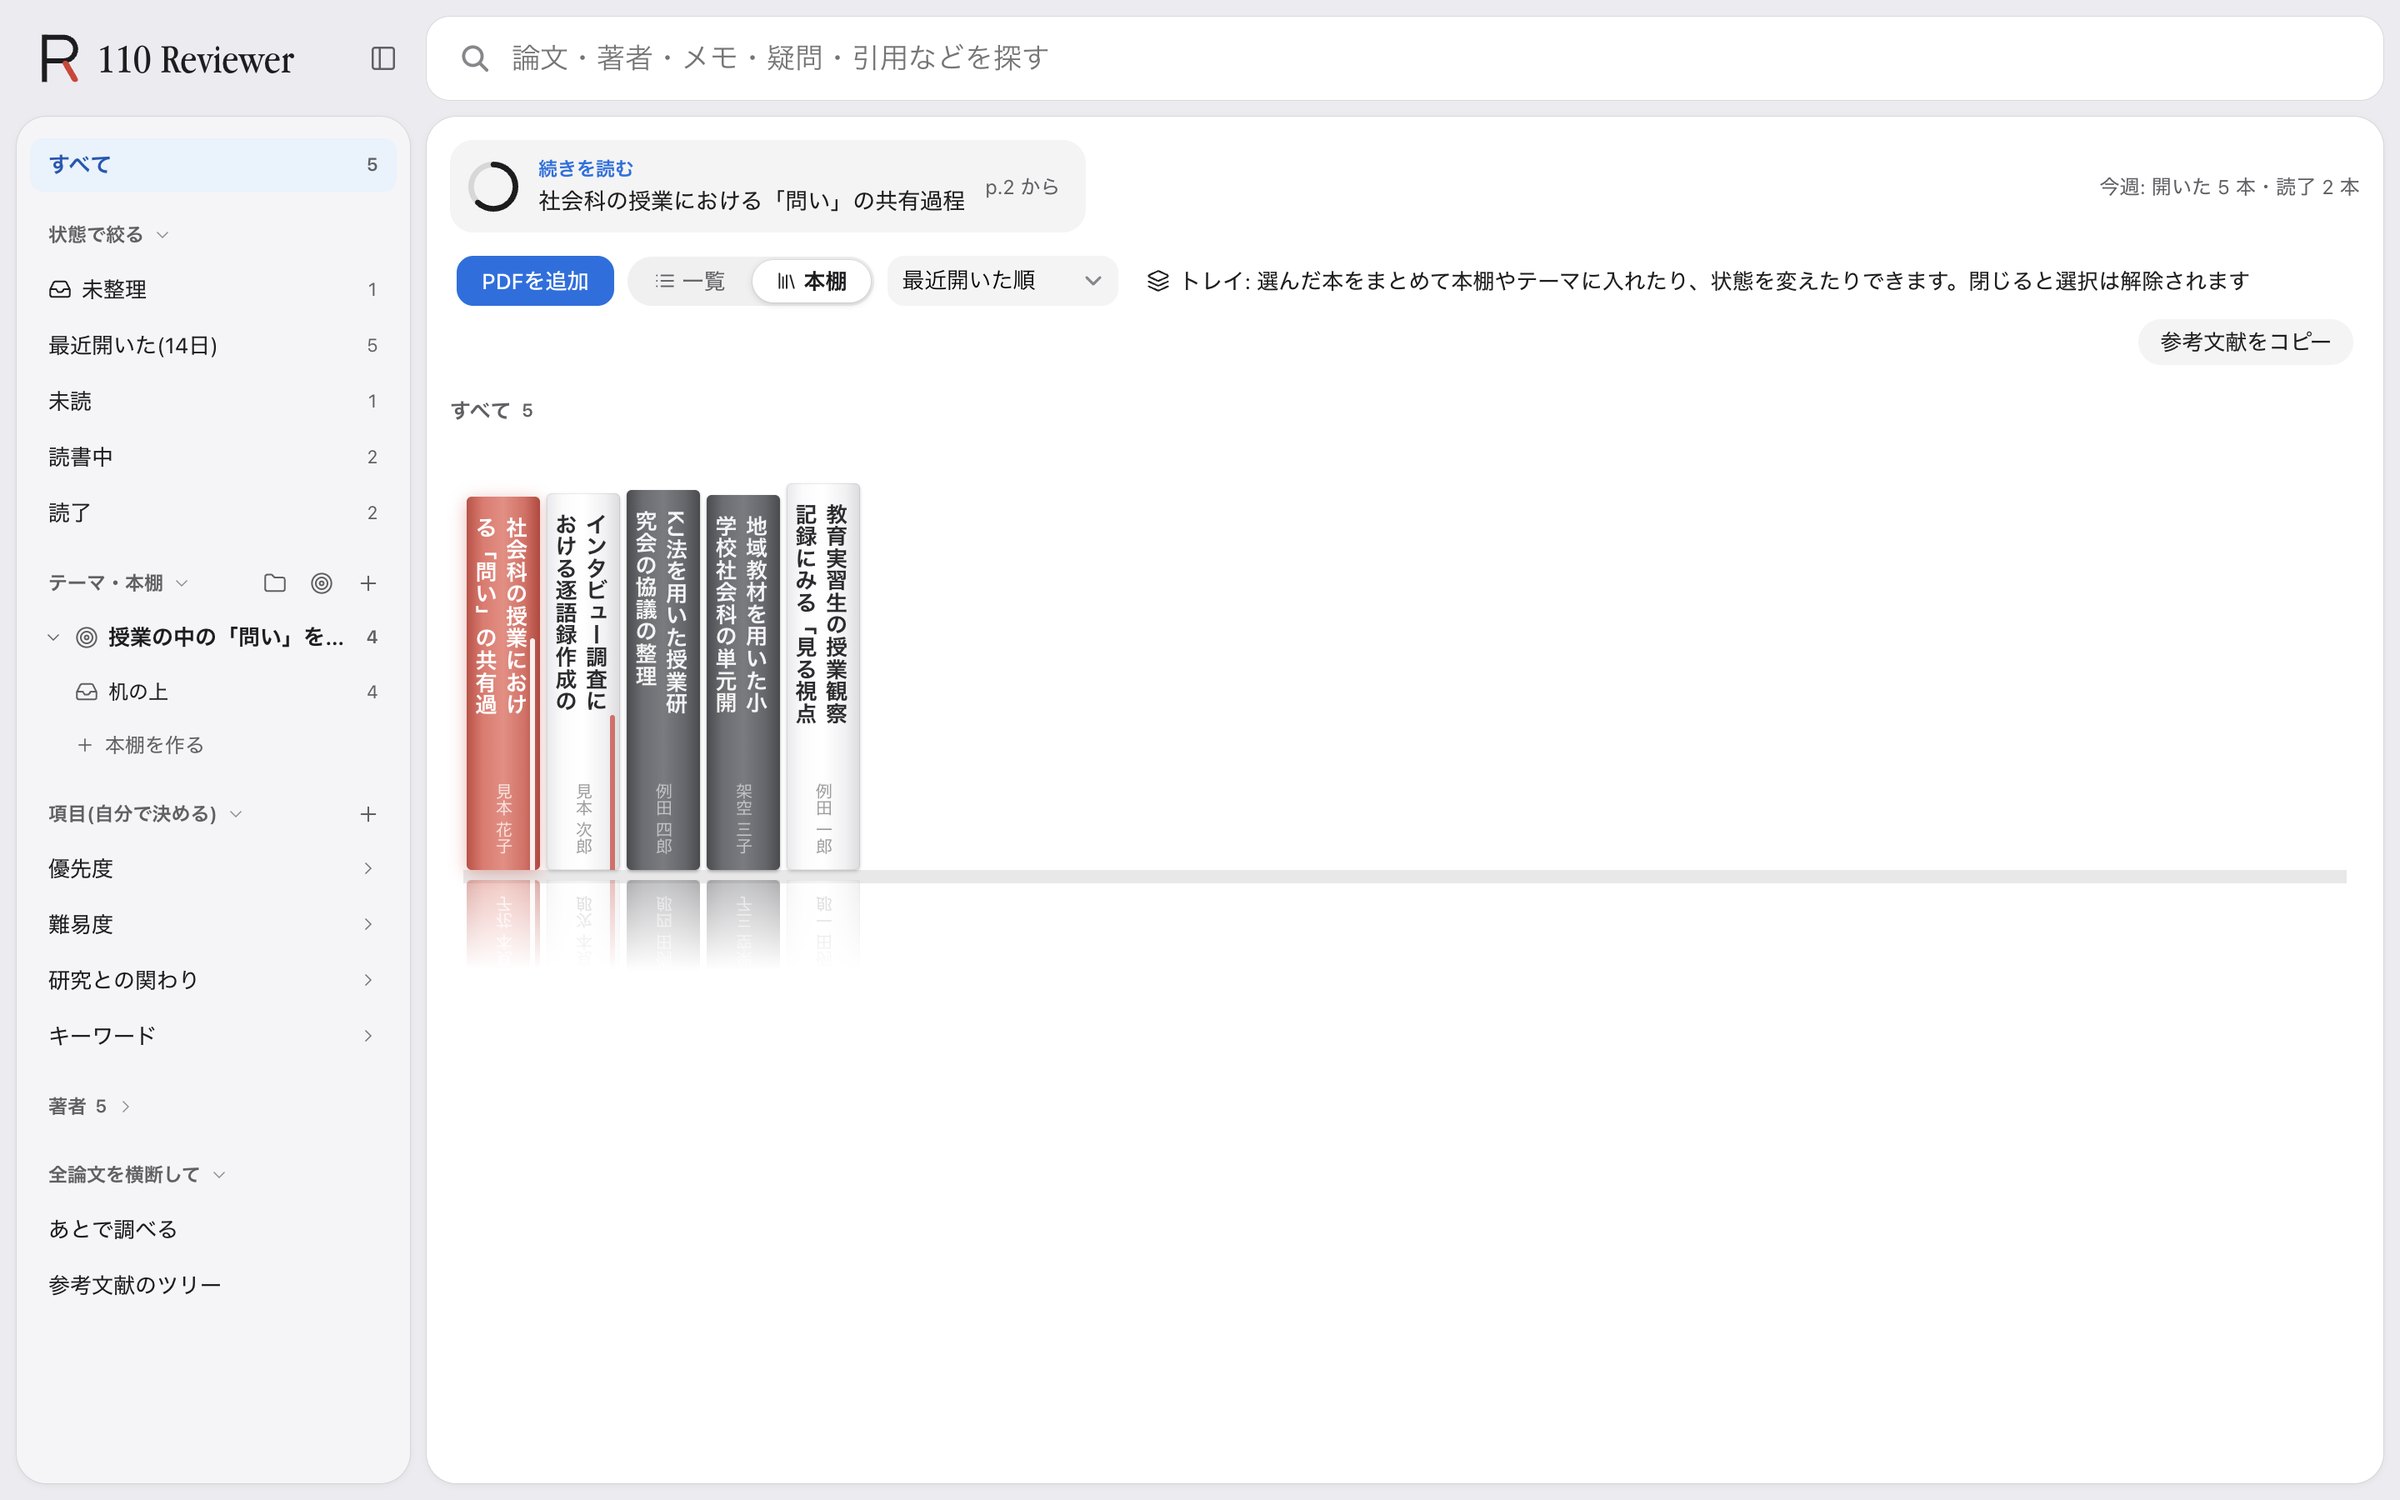 110 Reviewer
論文・著者・メモ・疑問・引用などを探す
すべて 5
状態で絞る
未整理 1
最近開いた(14日) 5
未読 1
読書中 2
読了 2
テーマ・本棚
授業の中の「問い」を... 4
机の上 4
本棚を作る
項目(自分で決める)
優先度
難易度
研究との関わり
キーワード
著者 5
全論文を横断して
あとで調べる
参考文献のツリー
続きを読む
社会科の授業における「問い」の共有過程 p.2 から
今週: 開いた 5 本・読了 2 本
PDFを追加
一覧
本棚
最近開いた順
トレイ: 選んだ本をまとめて本棚やテーマに入れたり、状態を変えたりできます。閉じると選択は解除されます
参考文献をコピー
すべて 5
社会科の授業におけ
る「問い」の共有過
見本 花子
インタビュー調査に
おける逐語録作成の
見本 次郎
KJ法を用いた授業研
究会の協議の整理
例田 四郎
地域教材を用いた小
学校社会科の単元開
架空 三子
教育実習生の授業観察
記録にみる「見る視点
例田 一郎